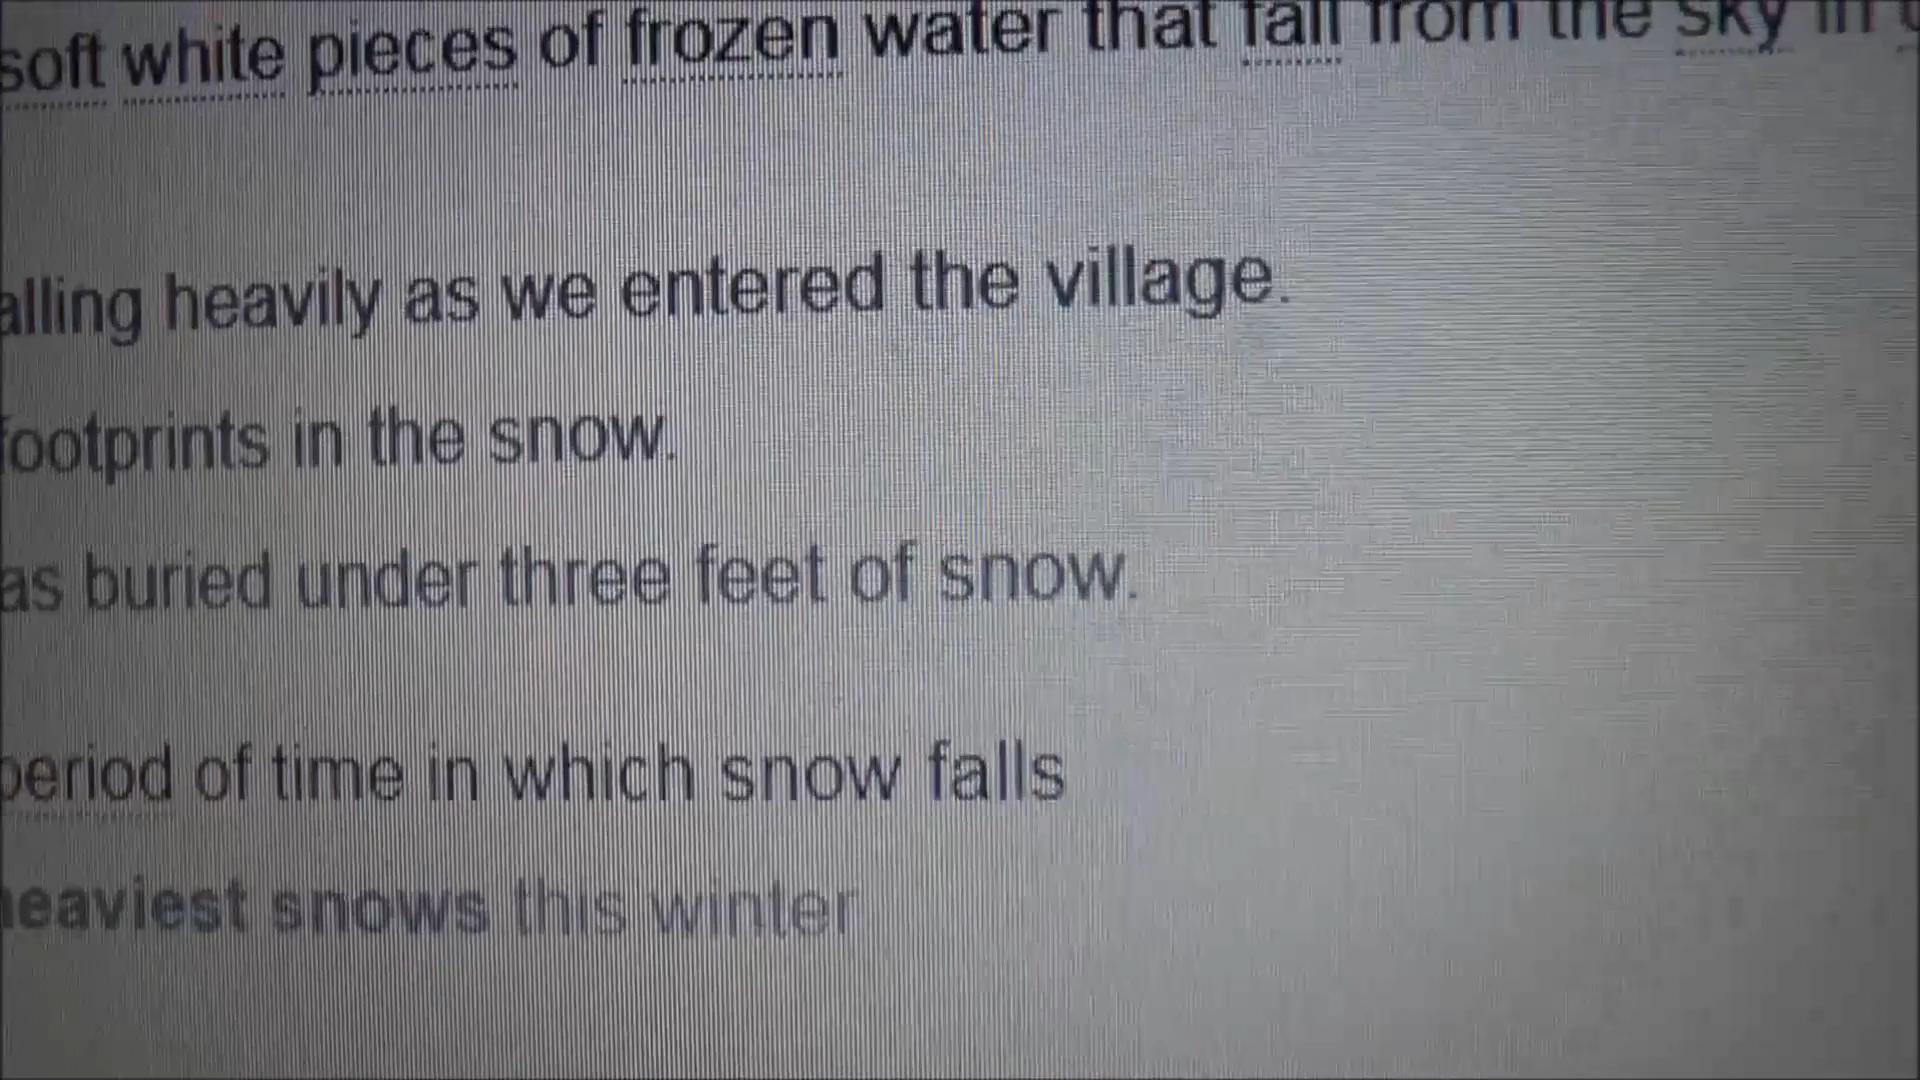 soft white pieces of frozen water that fall from the sky in
alling heavily as we entered the village.
footprints in the snow.
as buried under three feet of snow.
period of time in which snow falls
heaviest snows this winter